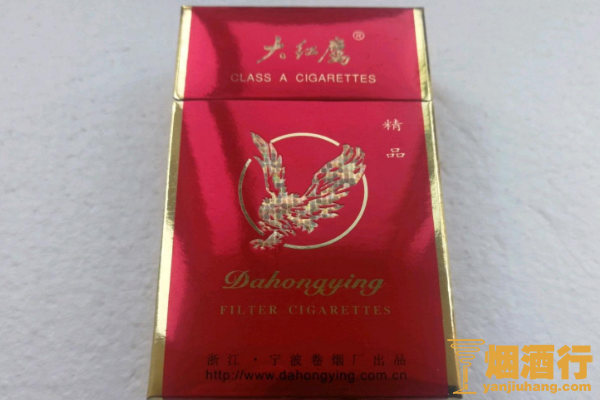 大红鹰®
CLASS A CIGARETTES
精品
Dahongying
FILTER CIGARETTES
浙江·宁波卷烟厂出品
http://www.dahongying.com.cn
烟酒行
yanjiuhang.com